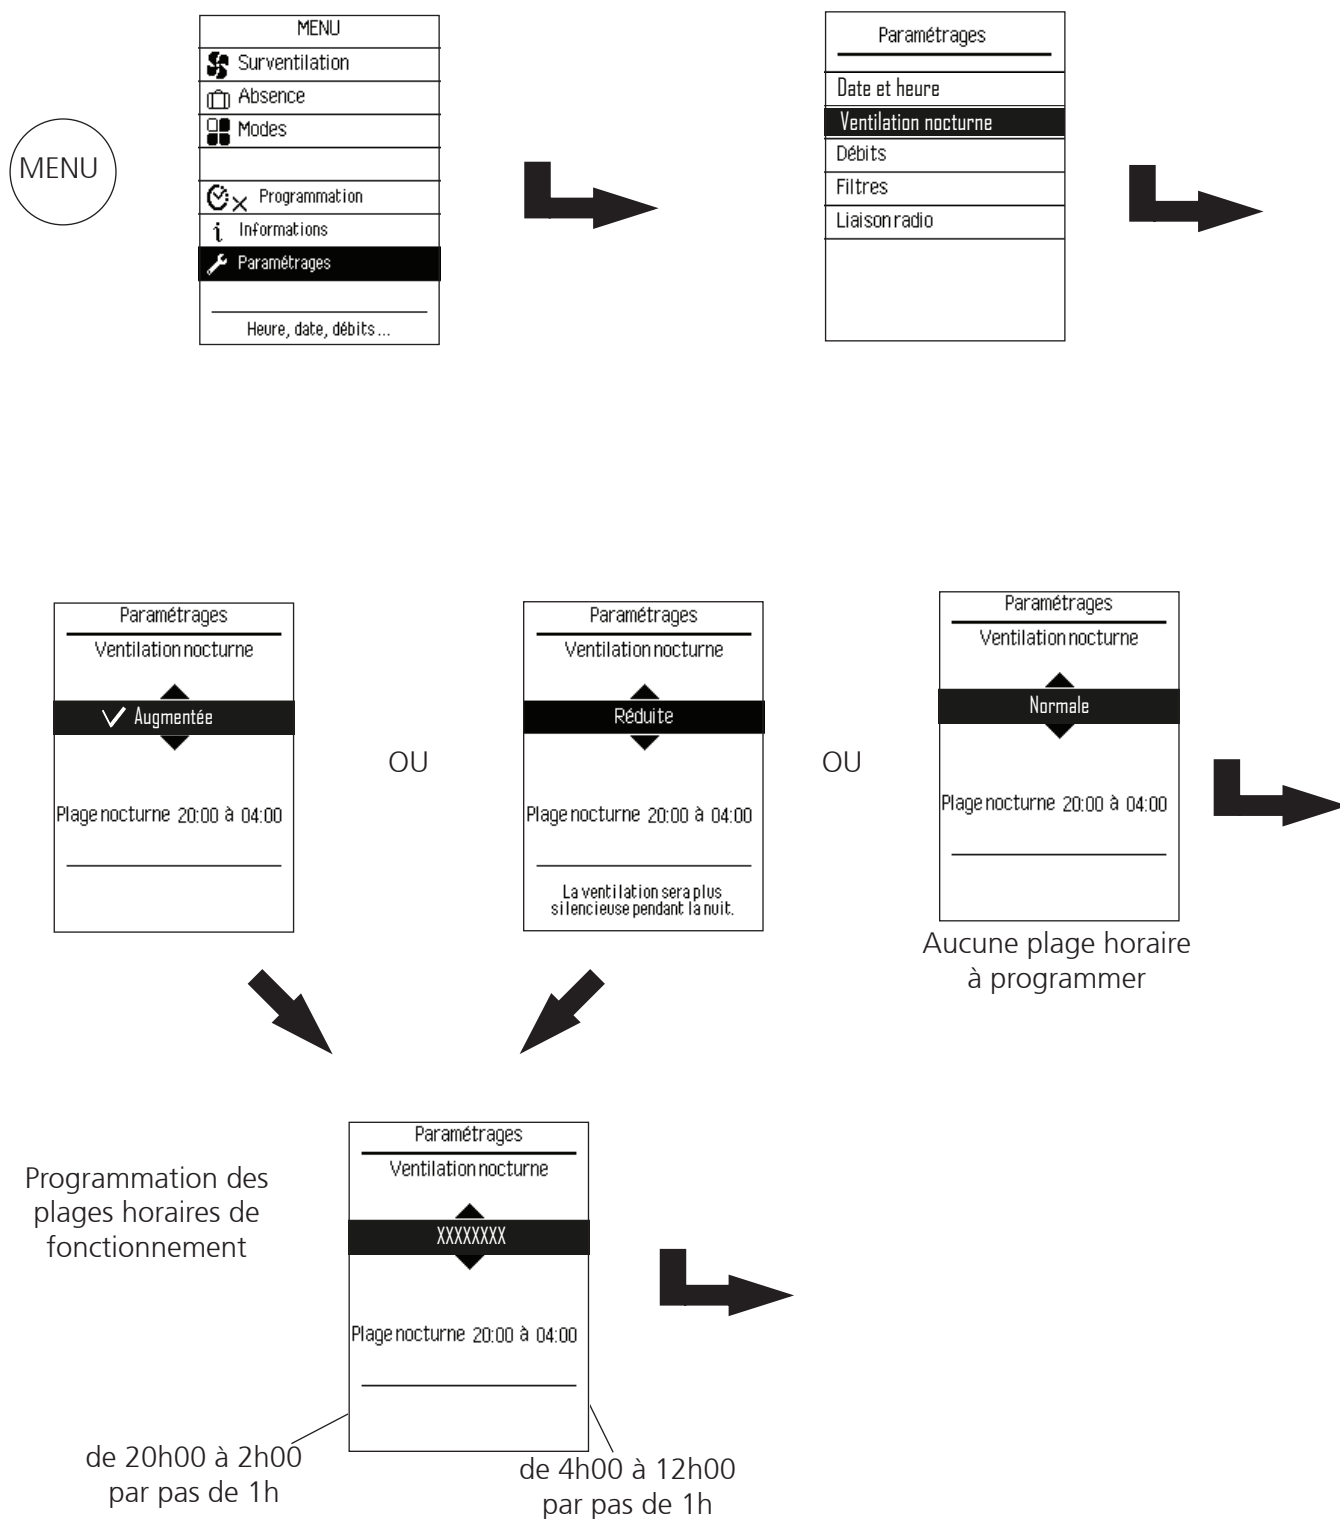 MENU
MENU
Surventilation
Absence
Modes
Programmation
Informations
Paramétrages
Heure, date, débits ...
Paramétrages
Date et heure
Ventilation nocturne
Débits
Filtres
Liaison radio
Paramétrages
Ventilation nocturne
Augmentée
Plage nocturne 20:00 à 04:00
OU
Paramétrages
Ventilation nocturne
Réduite
Plage nocturne 20:00 à 04:00
La ventilation sera plus
silencieuse pendant la nuit.
OU
Paramétrages
Ventilation nocturne
Normale
Plage nocturne 20:00 à 04:00
Aucune plage horaire
à programmer
Programmation des
plages horaires de
fonctionnement
Paramétrages
Ventilation nocturne
XXXXXXXX
Plage nocturne 20:00 à 04:00
de 20h00 à 2h00
par pas de 1h
de 4h00 à 12h00
par pas de 1h